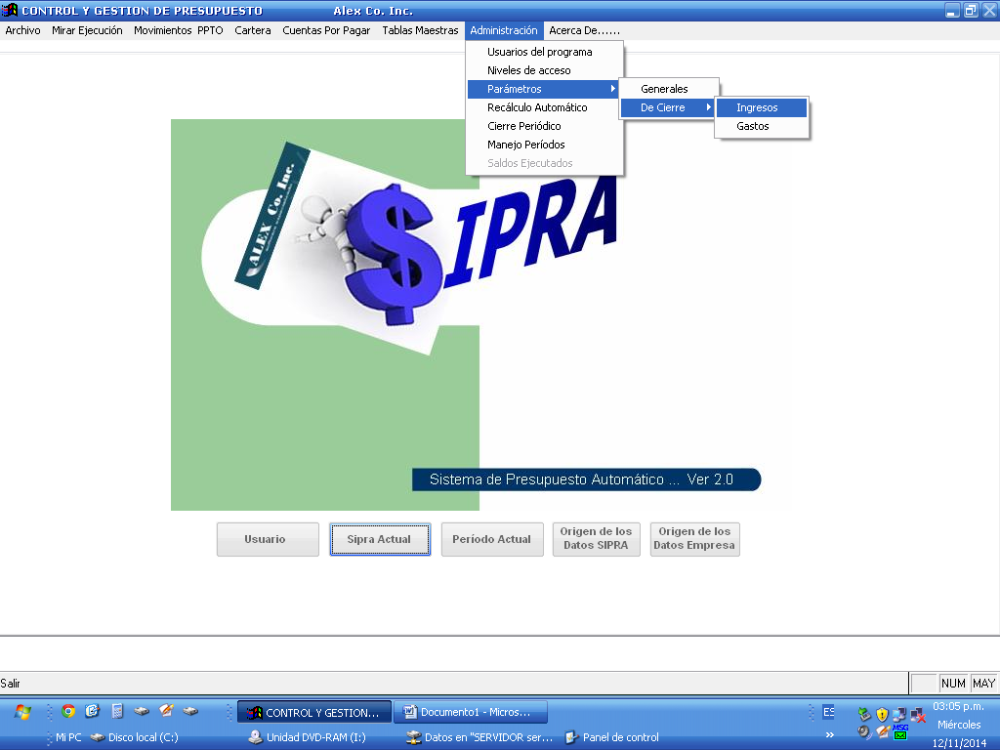 CONTROL Y GESTION DE PRESUPUESTO Alex Co. Inc.
Archivo Mirar Ejecución Movimientos PPTO Cartera Cuentas Por Pagar Tablas Maestras Administración Acerca De......
Usuarios del programa
Niveles de acceso
Parámetros
Recálculo Automático
Cierre Periódico
Manejo Períodos
Saldos Ejecutados
Generales
De Cierre
Ingresos
Gastos
ALEX Co. Inc.
$IPRA
Sistema de Presupuesto Automático ... Ver 2.0
Usuario
Sipra Actual
Período Actual
Origen de los
Datos SIPRA
Origen de los
Datos Empresa
Salir
NUM MAY
CONTROL Y GESTION...
Documento1 - Micros...
ES
MSG
03:05 p.m.
Miércoles
12/11/2014
Mi PC
Disco local (C:)
Unidad DVD-RAM (I:)
Datos en "SERVIDOR ser...
Panel de control